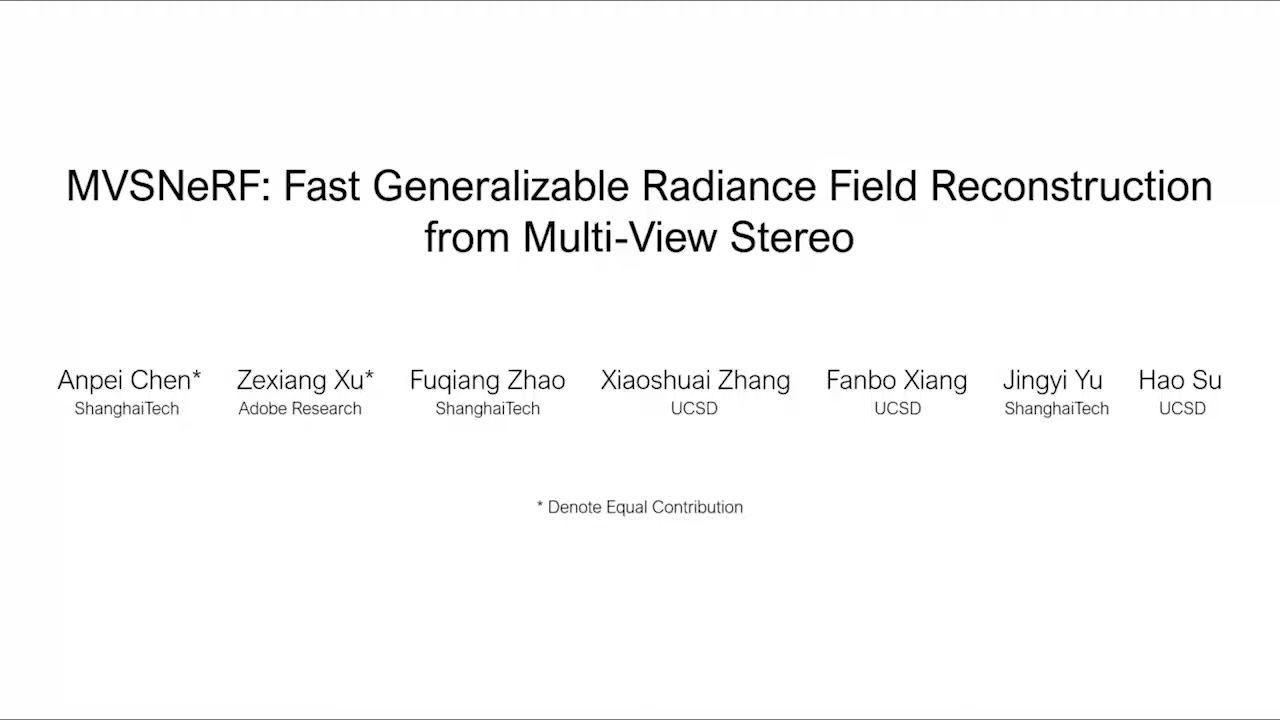 MVSNeRF: Fast Generalizable Radiance Field Reconstruction
from Multi-View Stereo
Anpei Chen* Zexiang Xu* Fuqiang Zhao Xiaoshuai Zhang Fanbo Xiang Jingyi Yu Hao Su
ShanghaiTech Adobe Research ShanghaiTech UCSD UCSD ShanghaiTech UCSD
* Denote Equal Contribution